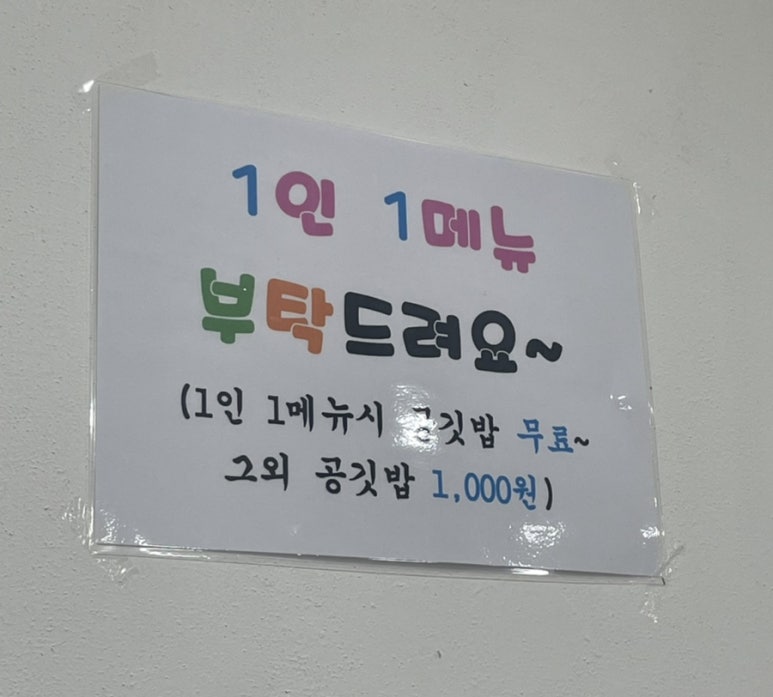 1인 1메뉴
부탁드려요~
(1인 1메뉴시 공깃밥 무료~
그외 공깃밥 1,000원)